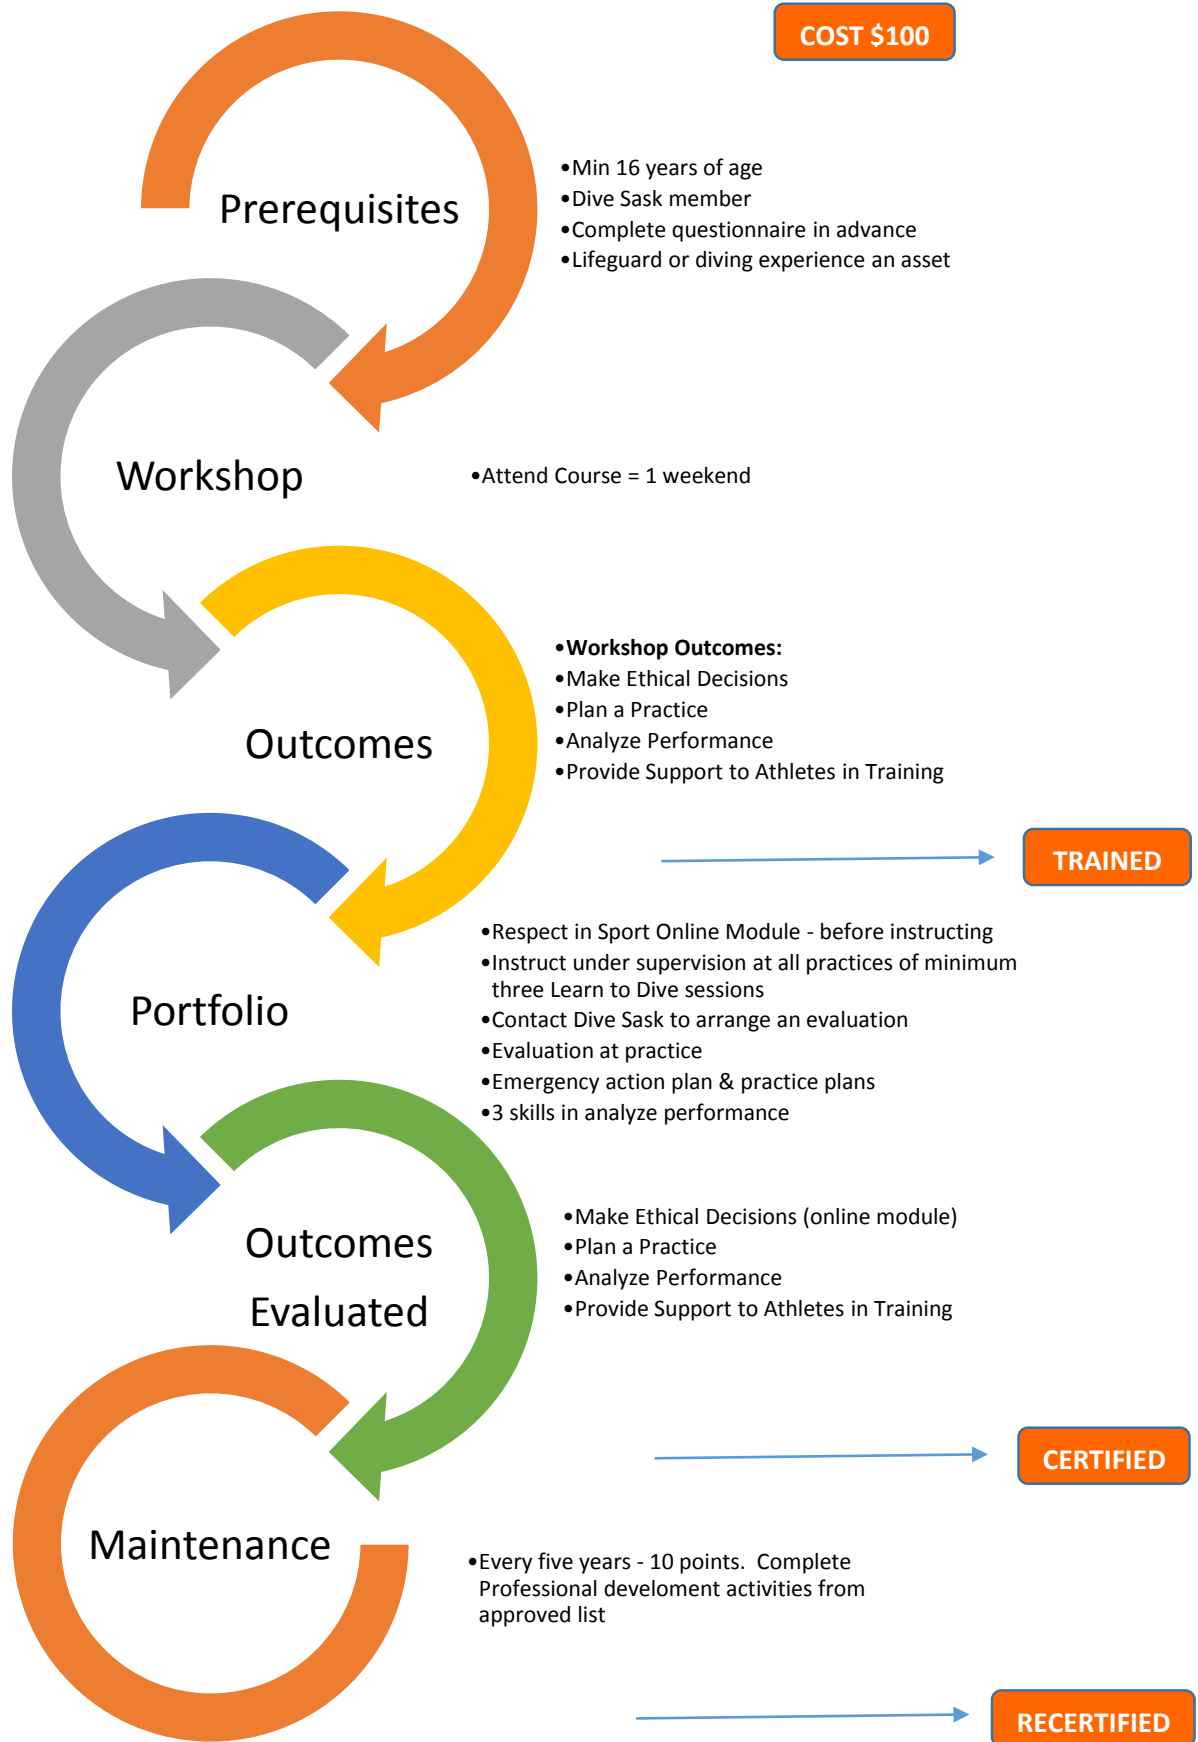 COST $100
Prerequisites
•Min 16 years of age
•Dive Sask member
•Complete questionnaire in advance
•Lifeguard or diving experience an asset
Workshop
•Attend Course = 1 weekend
Outcomes
•Workshop Outcomes:
•Make Ethical Decisions
•Plan a Practice
•Analyze Performance
•Provide Support to Athletes in Training
TRAINED
Portfolio
•Respect in Sport Online Module - before instructing
•Instruct under supervision at all practices of minimum
three Learn to Dive sessions
•Contact Dive Sask to arrange an evaluation
•Evaluation at practice
•Emergency action plan & practice plans
•3 skills in analyze performance
Outcomes
Evaluated
•Make Ethical Decisions (online module)
•Plan a Practice
•Analyze Performance
•Provide Support to Athletes in Training
CERTIFIED
Maintenance
•Every five years - 10 points.  Complete
Professional develoment activities from
approved list
RECERTIFIED